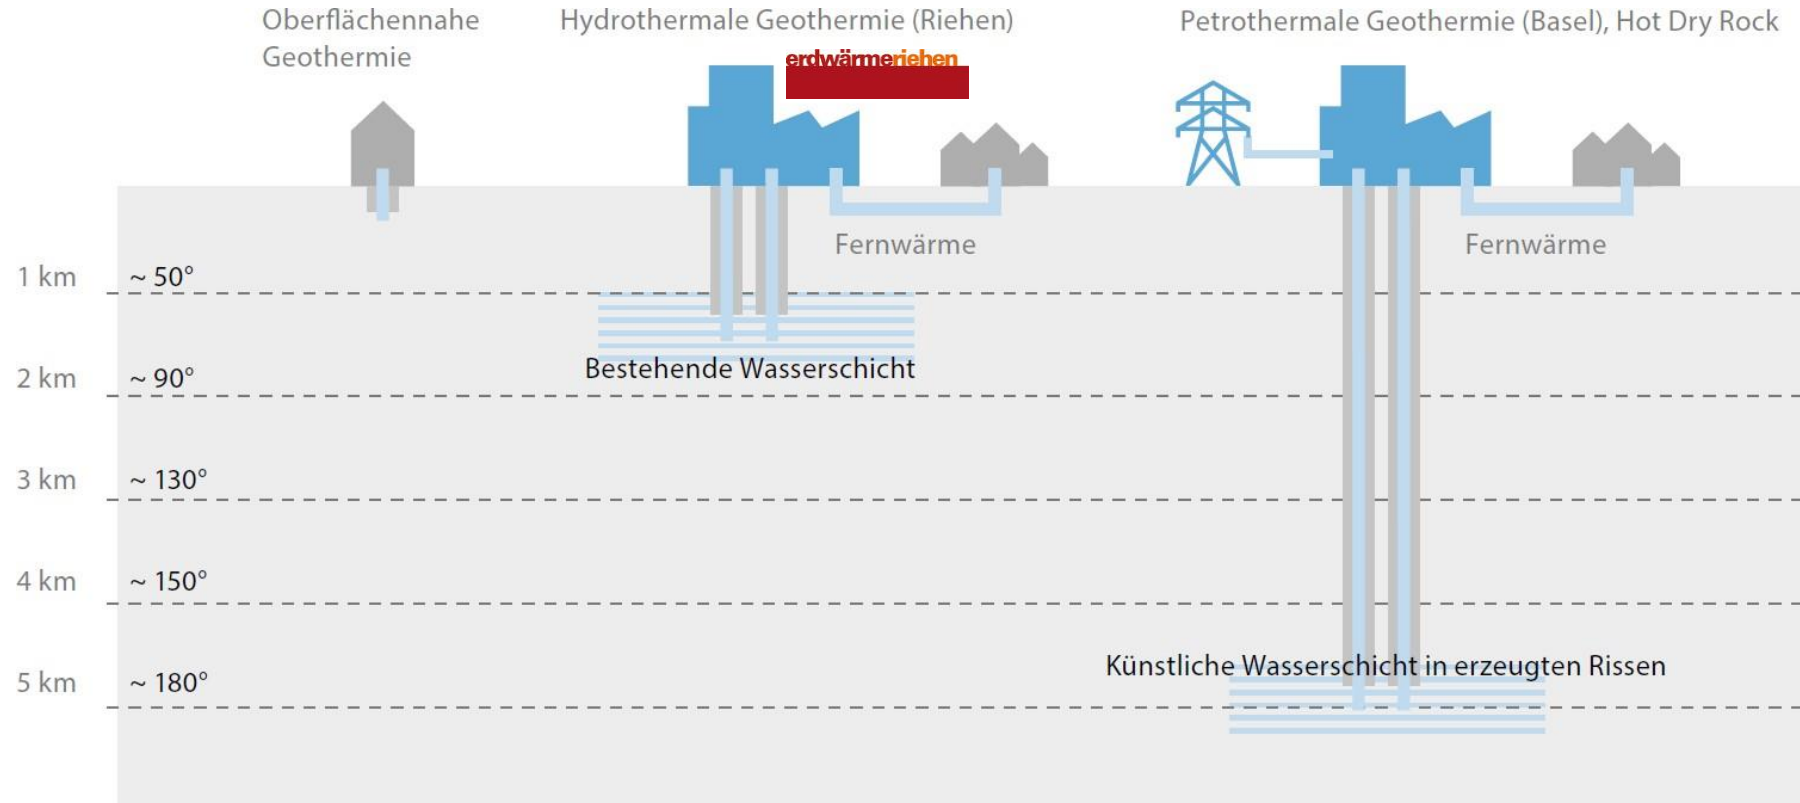 Oberflächennahe
Geothermie
Hydrothermale Geothermie (Riehen)
Petrothermale Geothermie (Basel), Hot Dry Rock
erdwärmeriehen
Fernwärme
Fernwärme
1 km ~ 50°
Bestehende Wasserschicht
2 km ~ 90°
3 km ~ 130°
4 km ~ 150°
Künstliche Wasserschicht in erzeugten Rissen
5 km ~ 180°